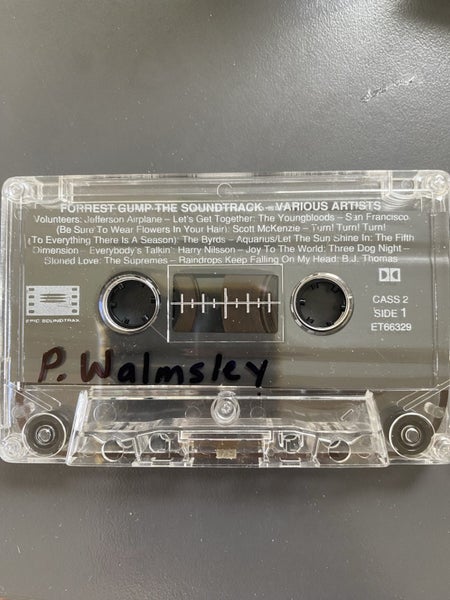 FORREST GUMP THE SOUNDTRACK – VARIOUS ARTISTS
Volunteers: Jefferson Airplane – Let's Get Together: The Youngbloods – San Francisco
(Be Sure to Wear Flowers In Your Hair): Scott McKenzie – Turn! Turn! Turn!
(To Everything There Is A Season): The Byrds – Aquarius/Let The Sun Shine In: The Fifth
Dimension – Everybody's Talkin': Harry Nilsson – Joy To The World: Three Dog Night –
Stoned Love: The Supremes – Raindrops Keep Falling On My Head: B.J. Thomas
EPIC SOUNDTRAX
CASS 2
SIDE 1
ET66329
P. Walmsley